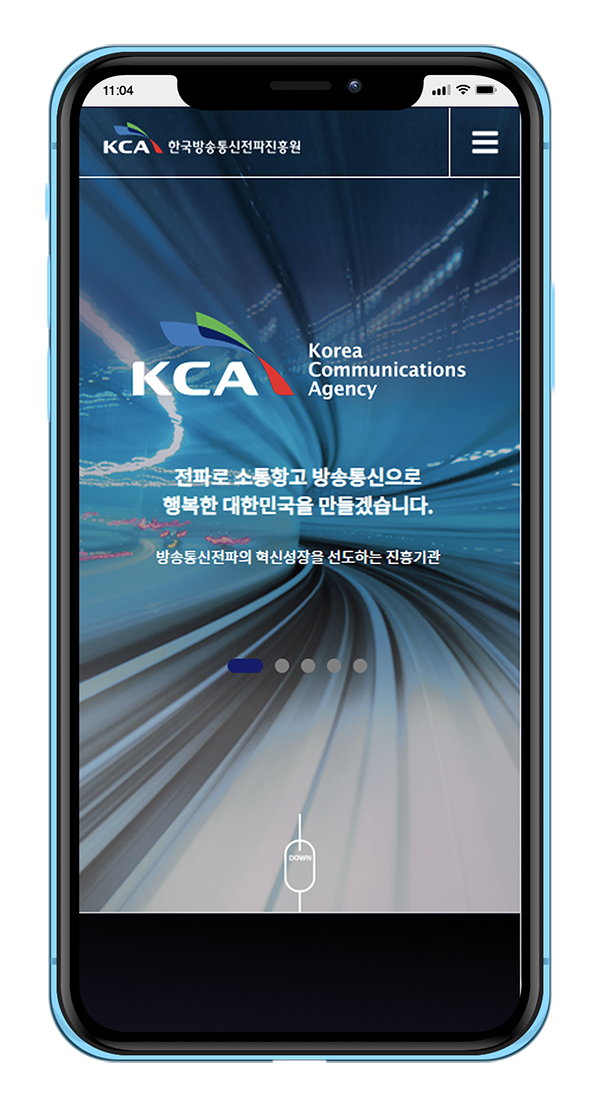 11:04
KCA 한국방송통신전파진흥원
KCA
Korea
Communications
Agency
전파로 소통항고 방송통신으로
행복한 대한민국을 만들겠습니다.
방송통신전파의 혁신성장을 선도하는 진흥기관
DOWN